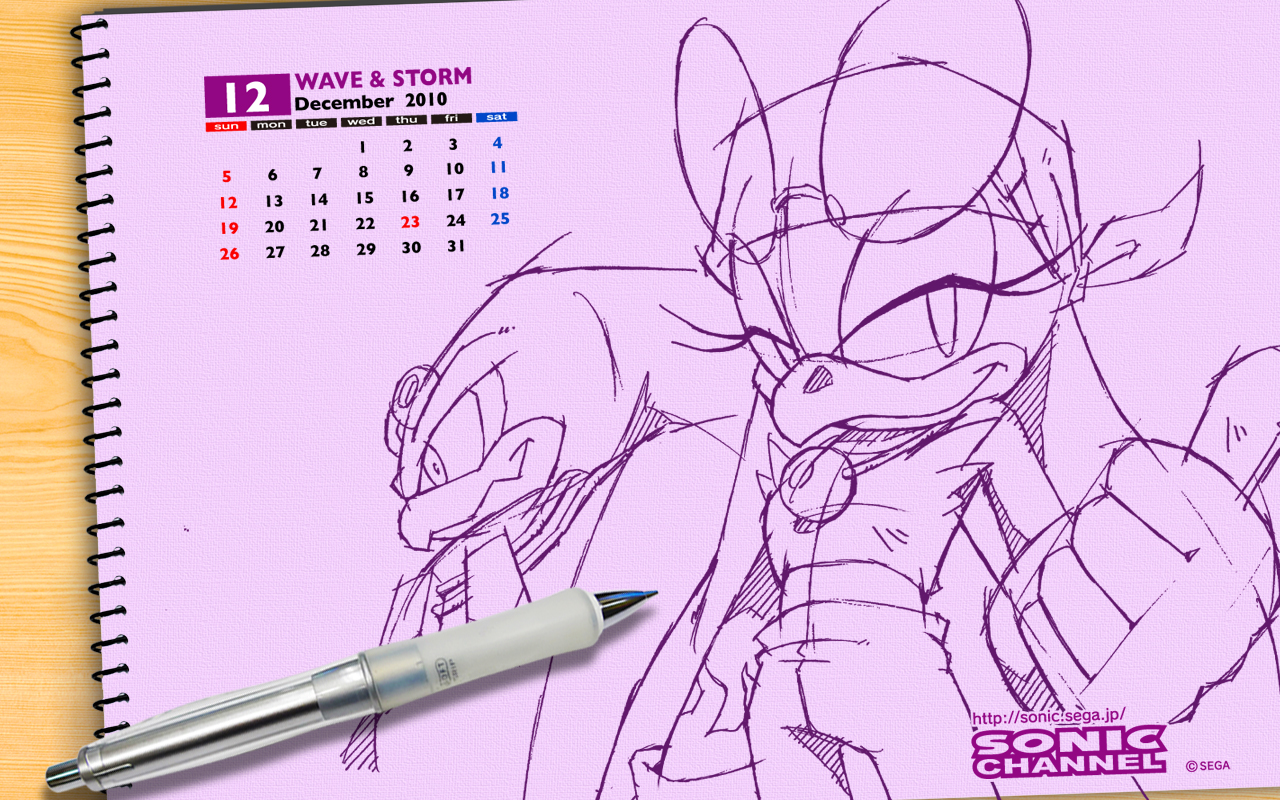 12 WAVE & STORM
December 2010
sun mon tue wed thu fri sat
1 2 3 4
5 6 7 8 9 10 11
12 13 14 15 16 17 18
19 20 21 22 23 24 25
26 27 28 29 30 31
http://sonic.sega.jp/
SONIC
CHANNEL
© SEGA